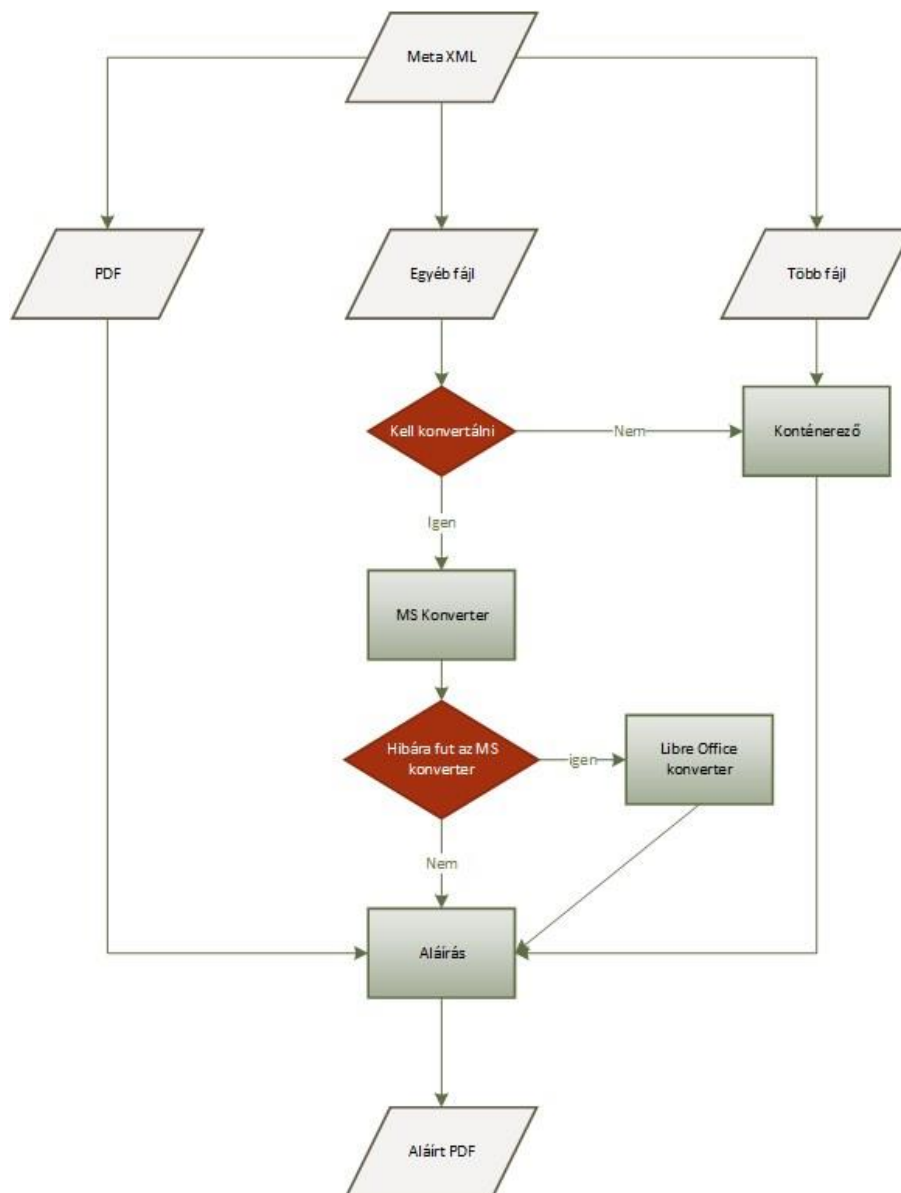 Meta XML
PDF
Egyéb fájl
Több fájl
Kell konvertálni
Nem
Konténerező
Igen
MS Konverter
Hibára fut az MS
konverter
igen
Libre Office
konverter
Nem
Aláírás
Aláírt PDF